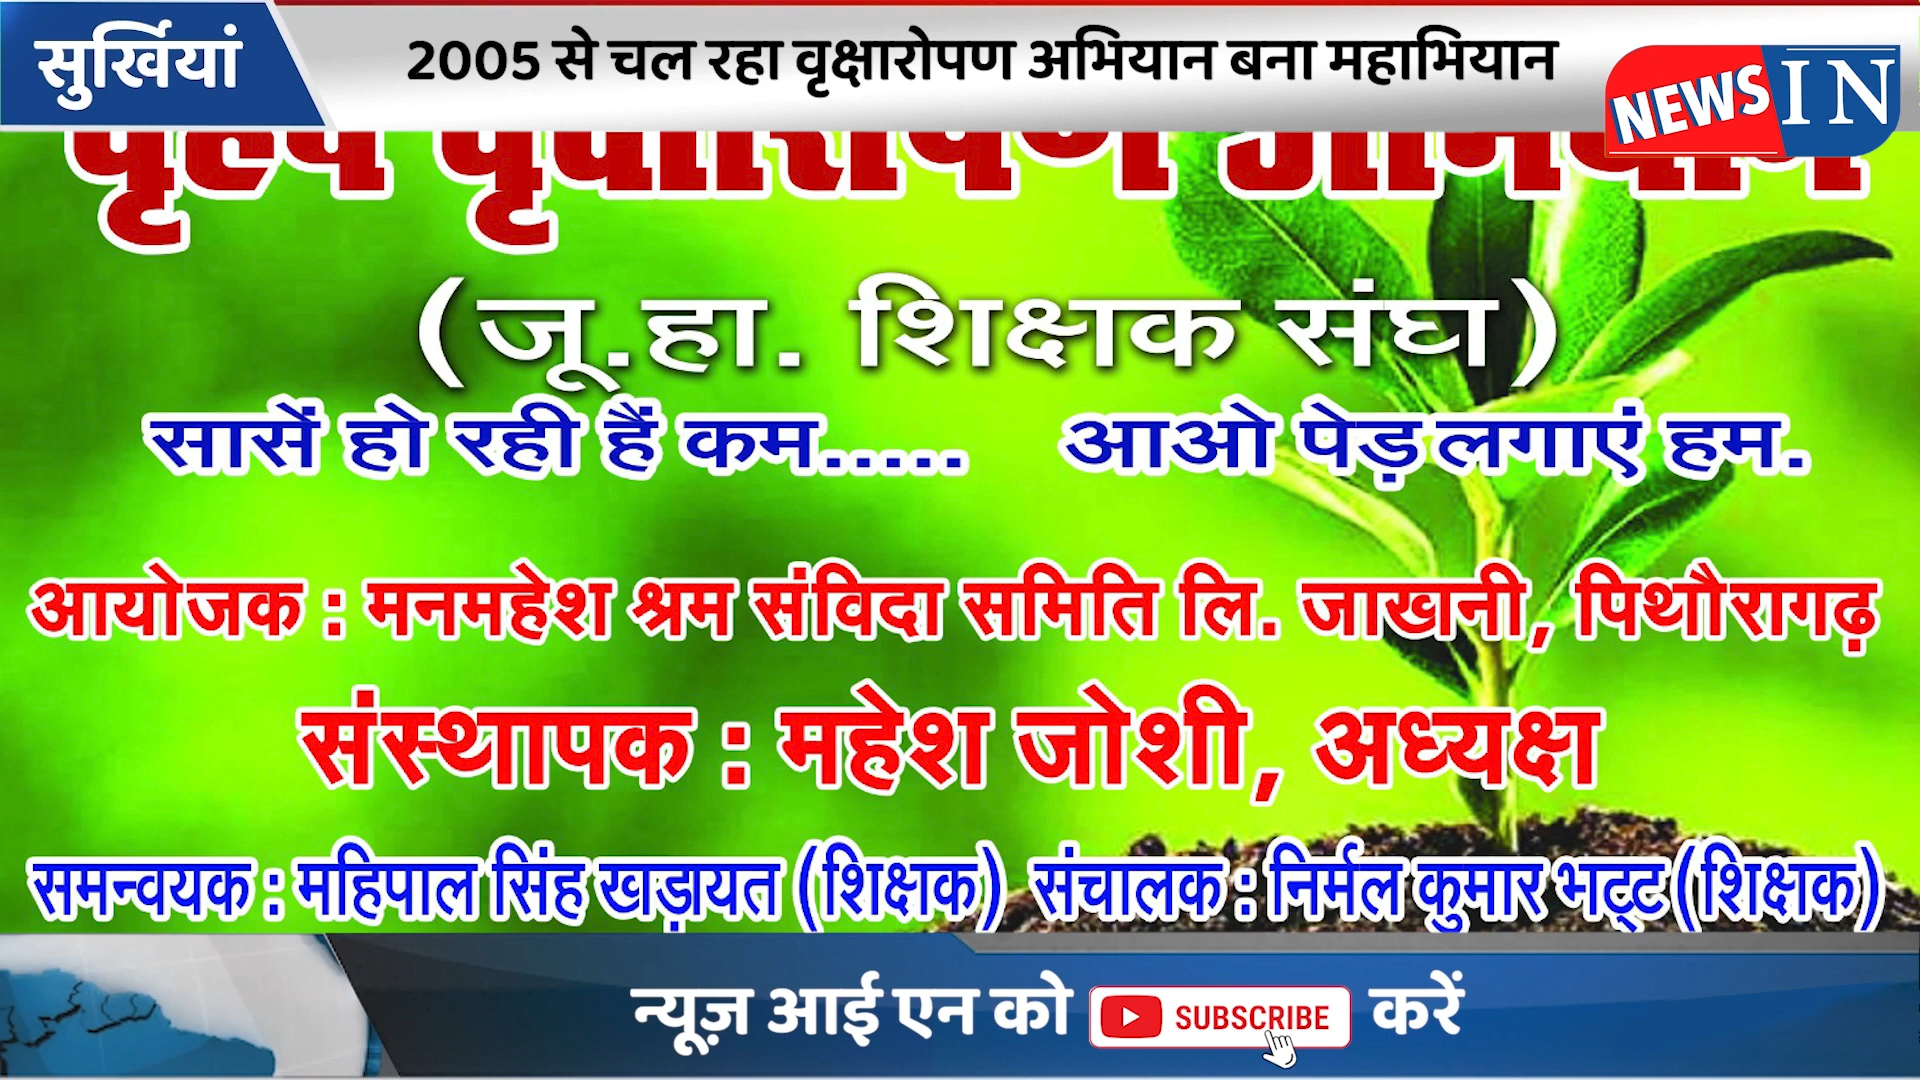 सुर्खियां
2005 से चल रहा वृक्षारोपण अभियान बना महाभियान
NEWS IN
(जू.हा. शिक्षक संघ)
सासें हो रही हैं कम..... आओ पेड़ लगाएं हम.
आयोजक : मनमहेश श्रम संविदा समिति लि. जाखनी, पिथौरागढ़
संस्थापक : महेश जोशी, अध्यक्ष
समन्वयक : महिपाल सिंह खड़ायत (शिक्षक) संचालक : निर्मल कुमार भट्ट (शिक्षक)
न्यूज़ आई एन को SUBSCRIBE करें